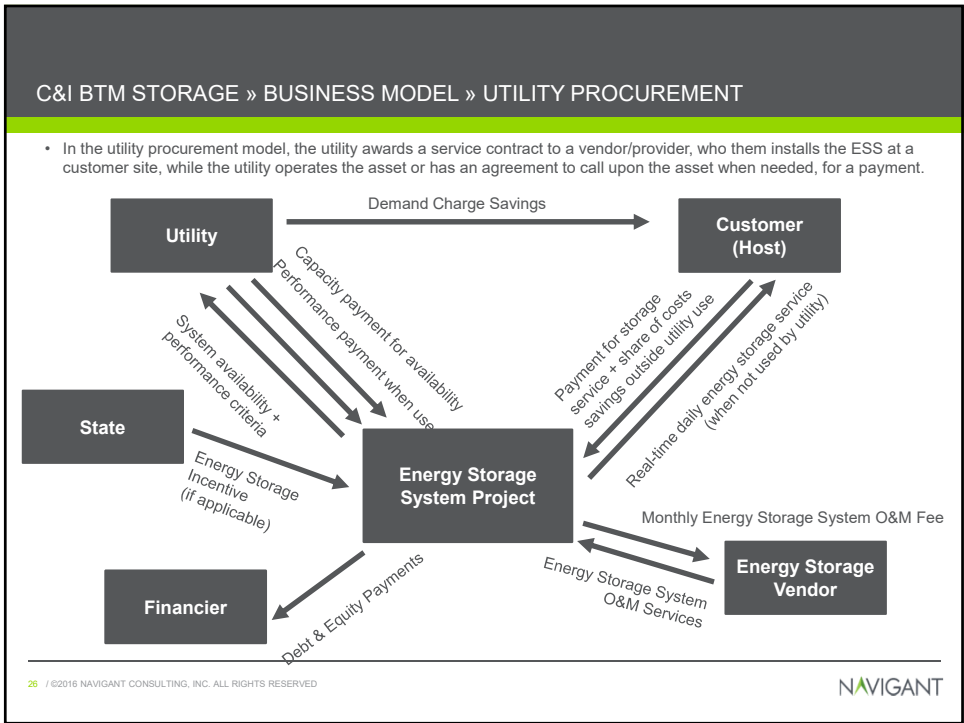 C&I BTM STORAGE » BUSINESS MODEL » UTILITY PROCUREMENT
• In the utility procurement model, the utility awards a service contract to a vendor/provider, who them installs the ESS at a
customer site, while the utility operates the asset or has an agreement to call upon the asset when needed, for a payment.
Demand Charge Savings
Utility
Customer
(Host)
Capacity payment for availability
Performance payment when use
System availability +
performance criteria
Payment for storage
service + share of costs
savings outside utility use
Real-time daily energy storage service
(when not used by utility)
State
Energy Storage
Incentive
(if applicable)
Energy Storage
System Project
Monthly Energy Storage System O&M Fee
Energy Storage System
O&M Services
Energy Storage
Vendor
Financier
Debt & Equity Payments
26 / ©2016 NAVIGANT CONSULTING, INC. ALL RIGHTS RESERVED
NAVIGANT